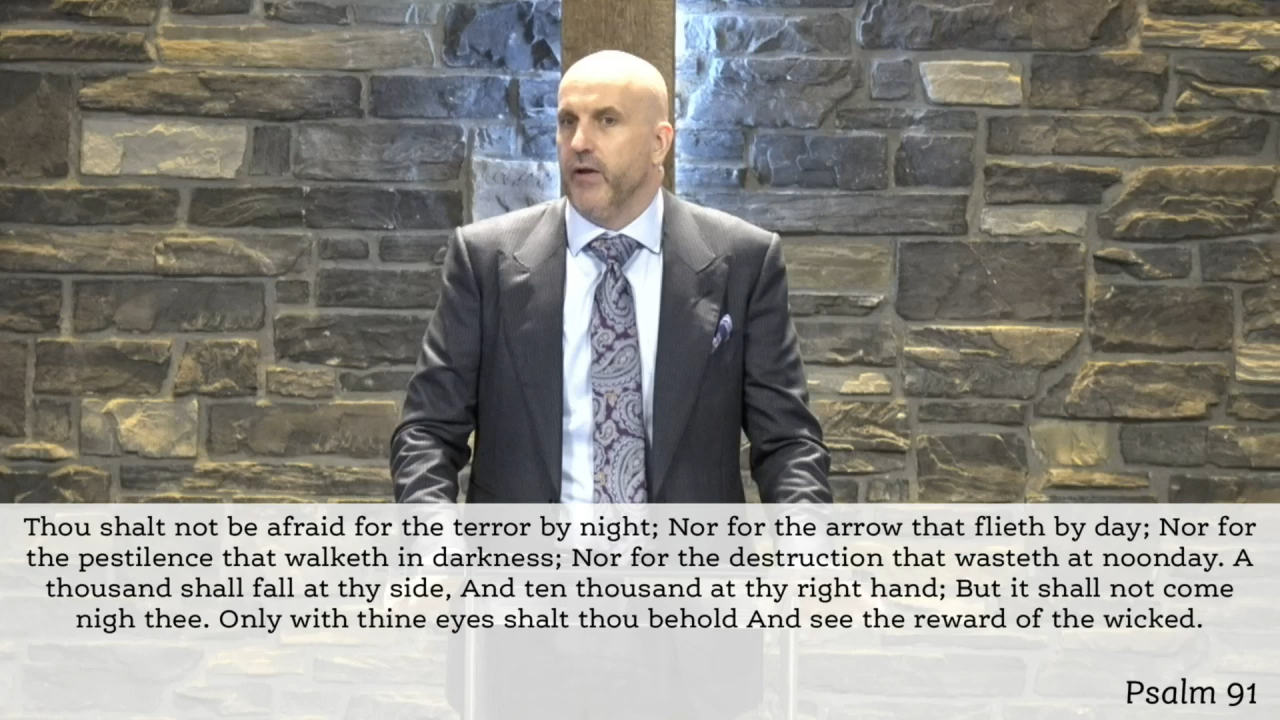 Thou shalt not be afraid for the terror by night; Nor for the arrow that flieth by day; Nor for
the pestilence that walketh in darkness; Nor for the destruction that wasteth at noonday. A
thousand shall fall at thy side, And ten thousand at thy right hand; But it shall not come
nigh thee. Only with thine eyes shalt thou behold And see the reward of the wicked.
Psalm 91